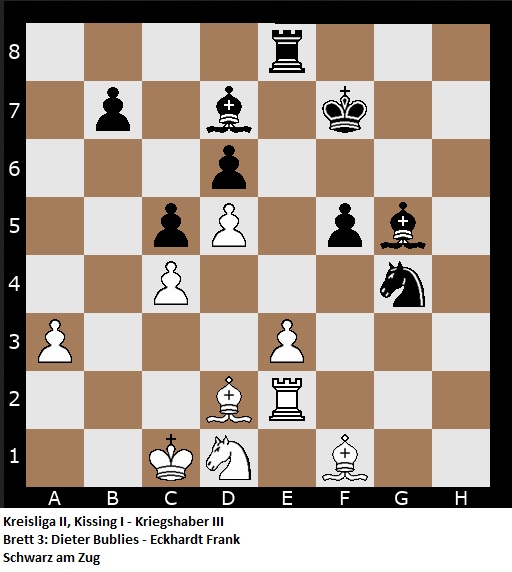 8
7
6
5
4
3
2
1
A B C D E F G H
Kreisliga II, Kissing I - Kriegshaber III
Brett 3: Dieter Bublies - Eckhardt Frank
Schwarz am Zug